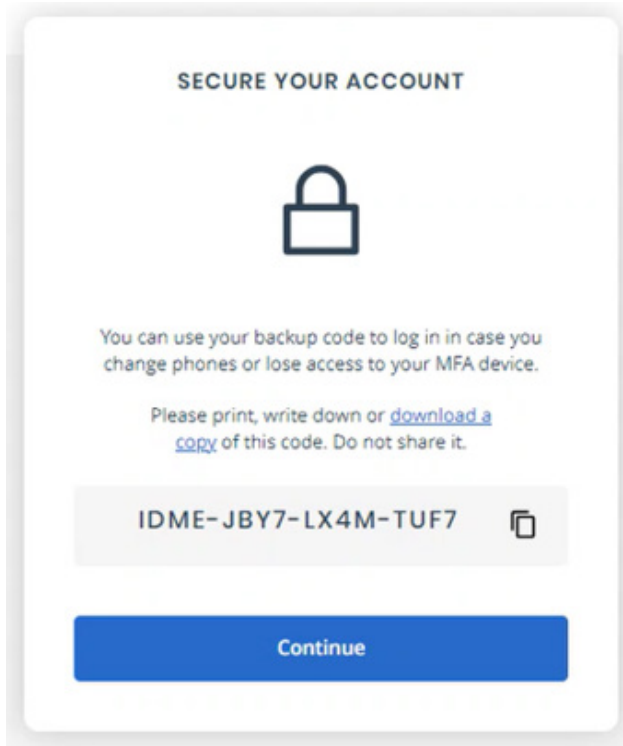 SECURE YOUR ACCOUNT
You can use your backup code to log in in case you
change phones or lose access to your MFA device.
Please print, write down or download a
copy of this code. Do not share it.
IDME-JBY7-LX4M-TUF7
Continue